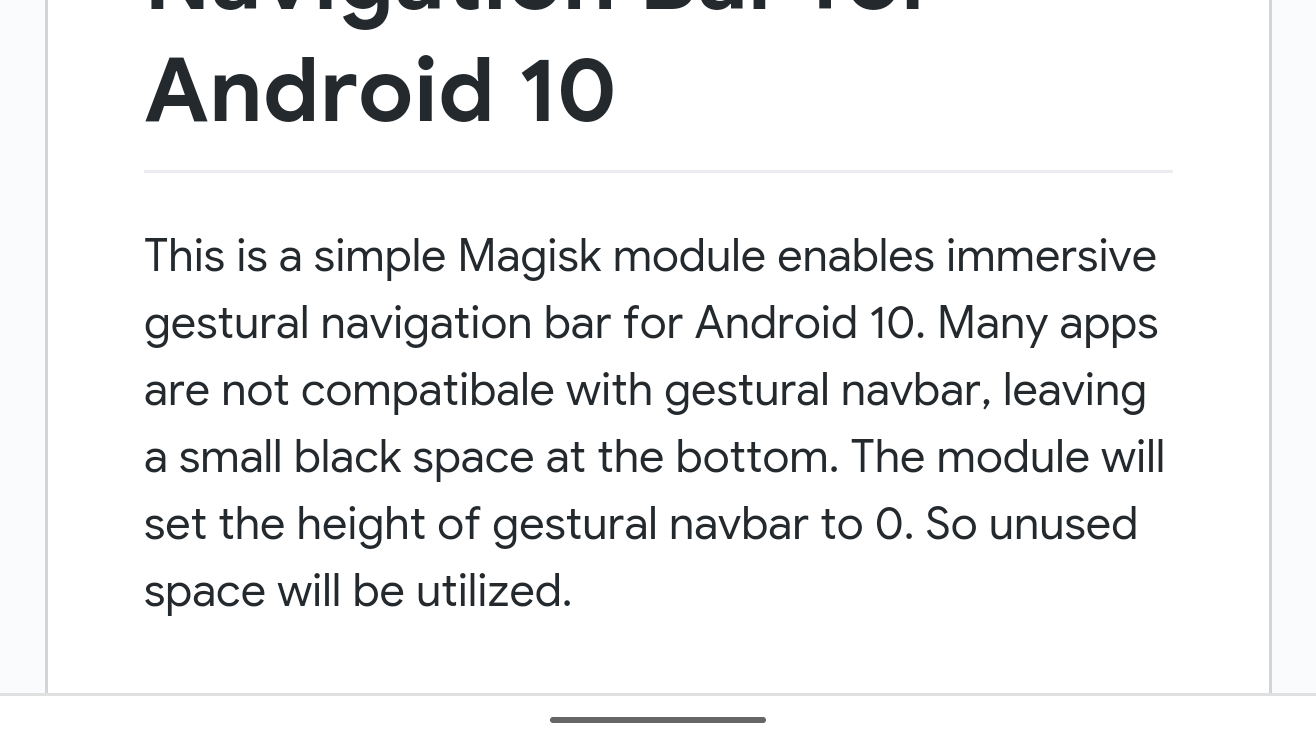 Navigation Bar for
Android 10
This is a simple Magisk module enables immersive
gestural navigation bar for Android 10. Many apps
are not compatibale with gestural navbar, leaving
a small black space at the bottom. The module will
set the height of gestural navbar to 0. So unused
space will be utilized.